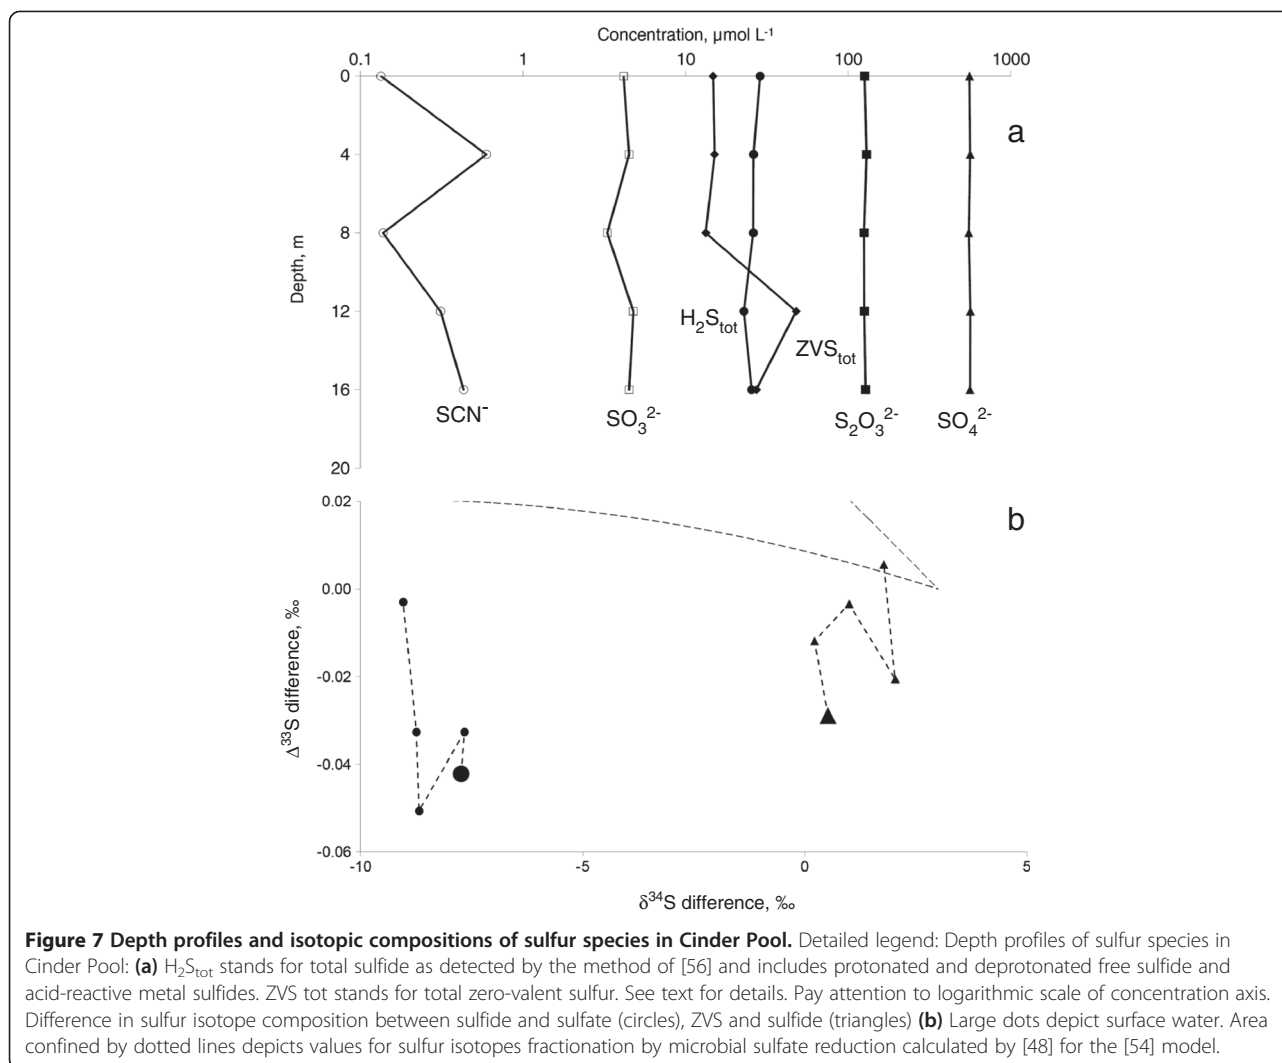 Concentration, µmol L⁻¹
0.1 1 10 100 1000
0
4
8
12
16
20
Depth, m
a
H₂S_tot
ZVS_tot
SCN⁻ SO₃²⁻ S₂O₃²⁻ SO₄²⁻
0.02
0.00
-0.02
-0.04
-0.06
Δ³³S difference, ‰
b
-10 -5 0 5
δ³⁴S difference, ‰
Figure 7 Depth profiles and isotopic compositions of sulfur species in Cinder Pool. Detailed legend: Depth profiles of sulfur species in
Cinder Pool: (a) H₂S_tot stands for total sulfide as detected by the method of [56] and includes protonated and deprotonated free sulfide and
acid-reactive metal sulfides. ZVS tot stands for total zero-valent sulfur. See text for details. Pay attention to logarithmic scale of concentration axis.
Difference in sulfur isotope composition between sulfide and sulfate (circles), ZVS and sulfide (triangles) (b) Large dots depict surface water. Area
confined by dotted lines depicts values for sulfur isotopes fractionation by microbial sulfate reduction calculated by [48] for the [54] model.